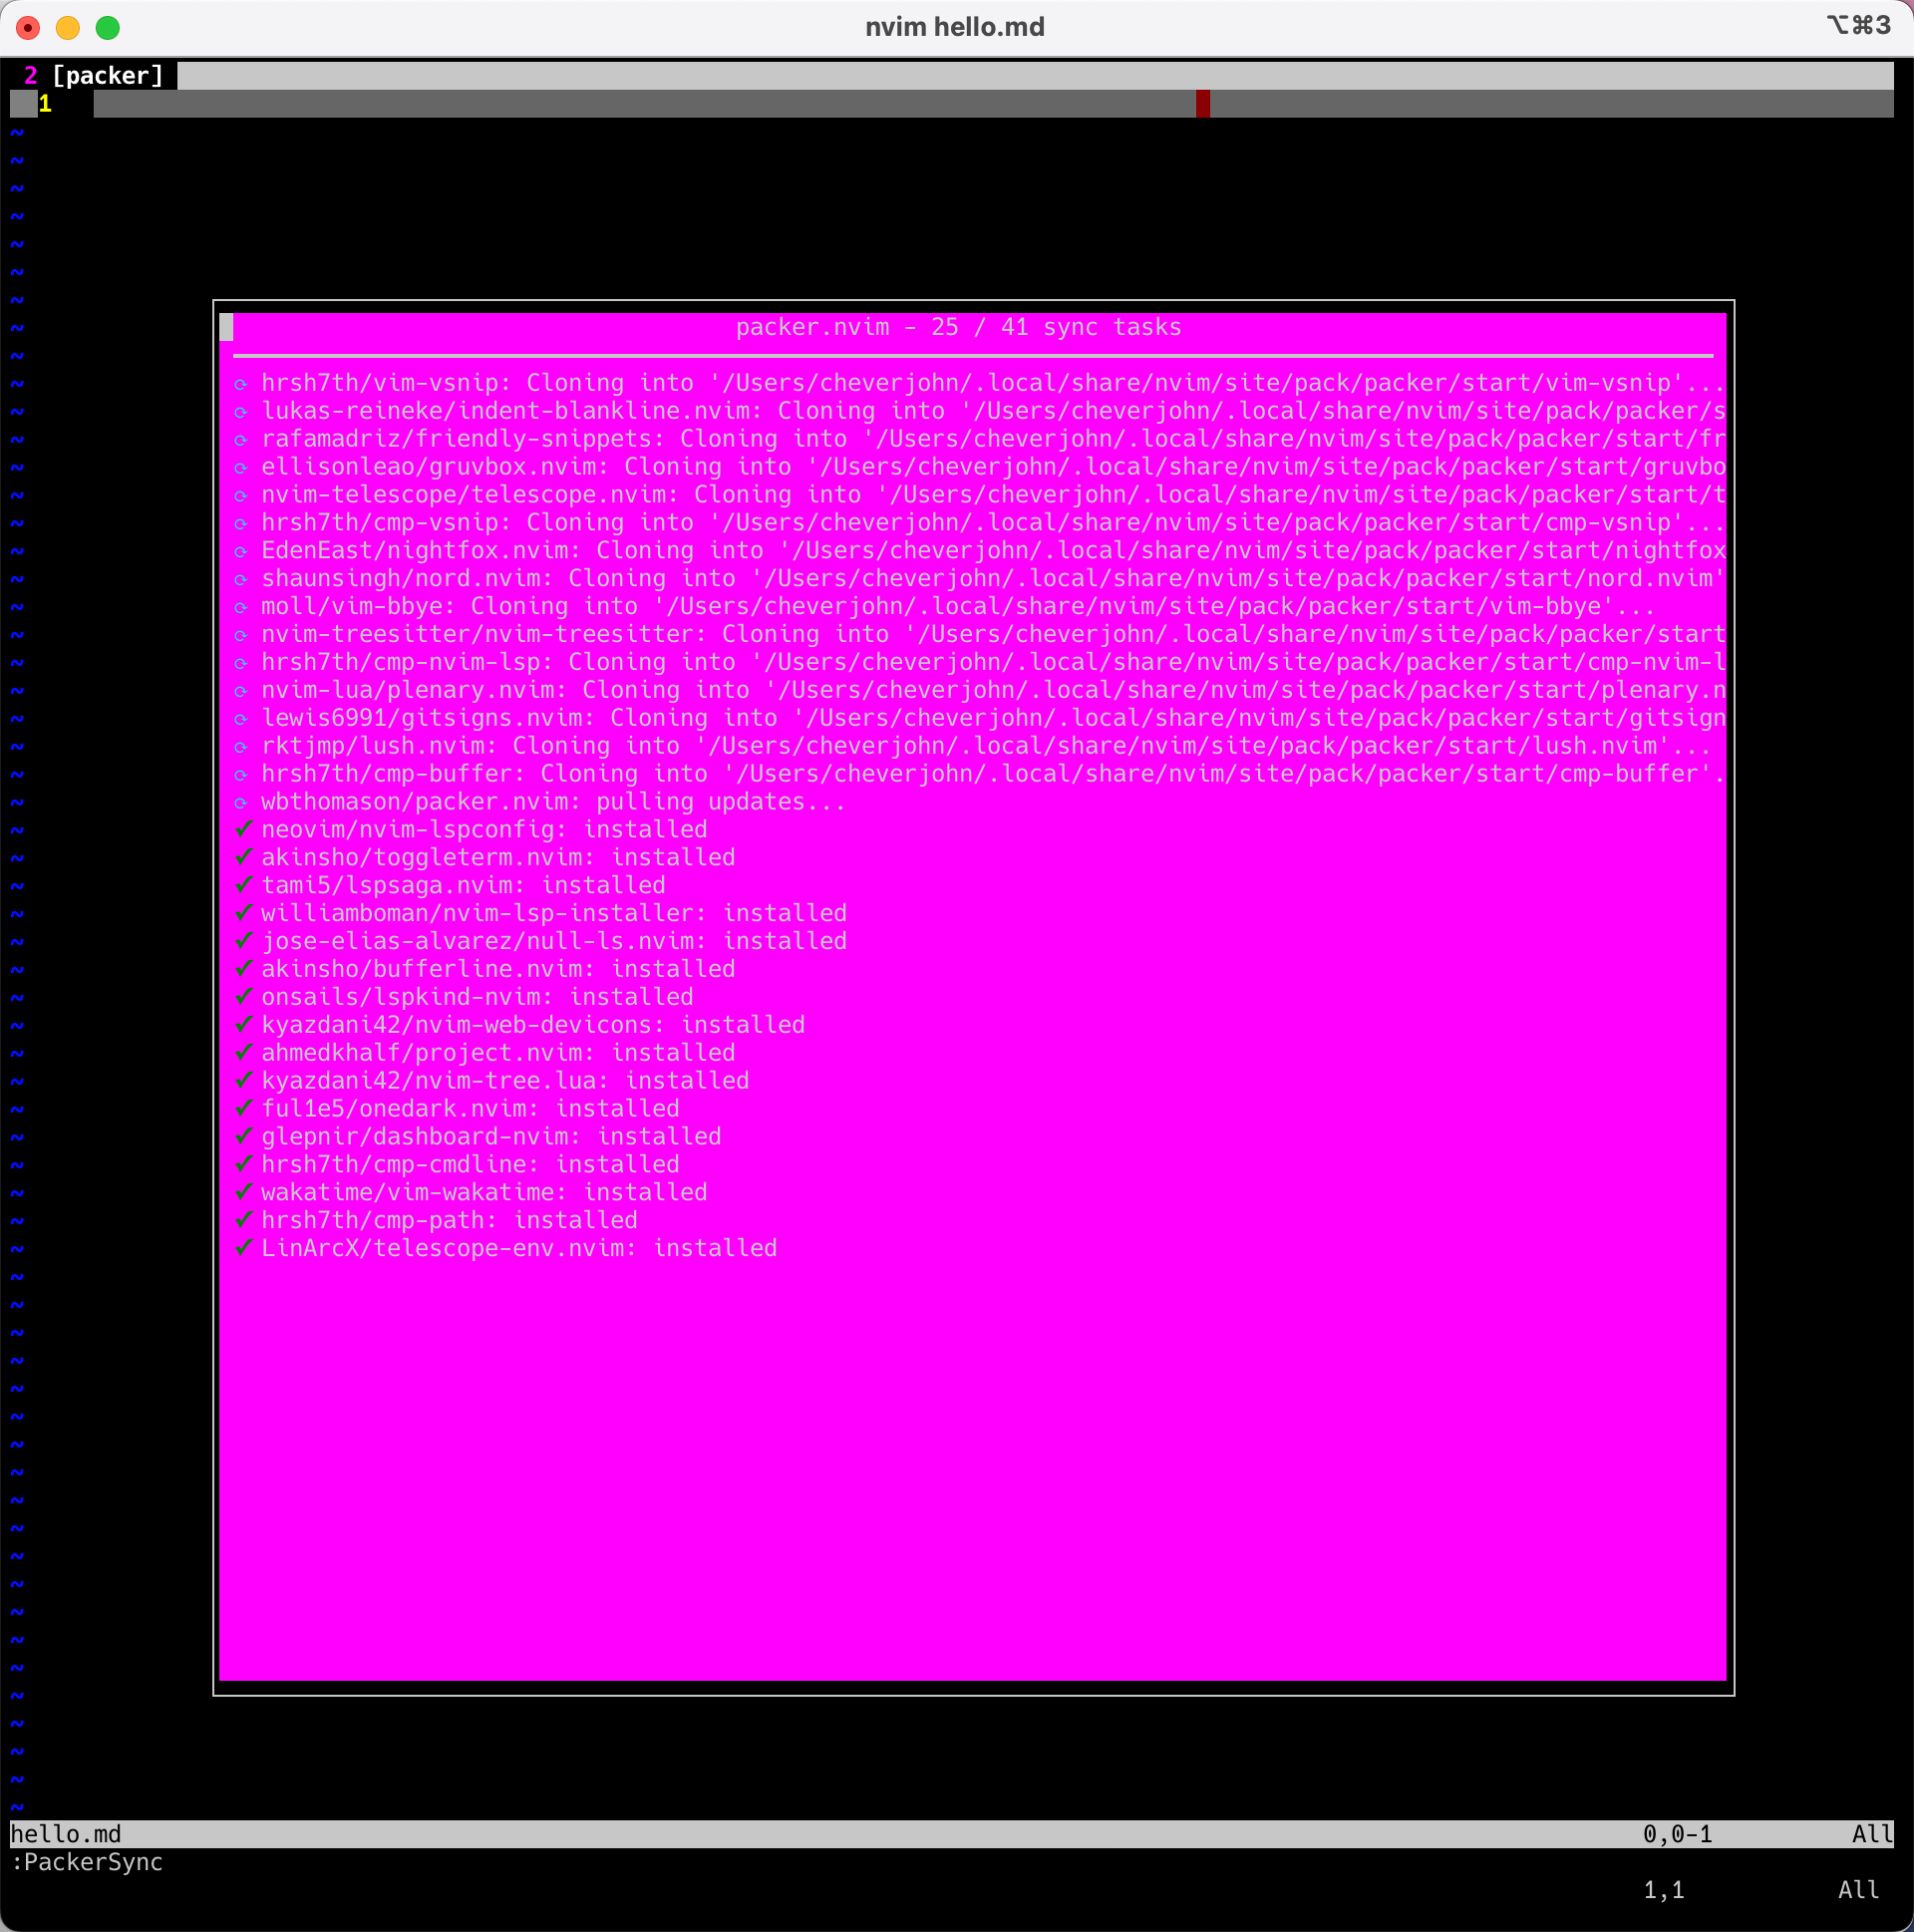 nvim hello.md ⌥⌘3
2 [packer]
1
~
~
~
~
~
~
~
packer.nvim - 25 / 41 sync tasks
⟳ hrsh7th/vim-vsnip: Cloning into '/Users/cheverjohn/.local/share/nvim/site/pack/packer/start/vim-vsnip'...
⟳ lukas-reineke/indent-blankline.nvim: Cloning into '/Users/cheverjohn/.local/share/nvim/site/pack/packer/s
⟳ rafamadriz/friendly-snippets: Cloning into '/Users/cheverjohn/.local/share/nvim/site/pack/packer/start/fr
⟳ ellisonleao/gruvbox.nvim: Cloning into '/Users/cheverjohn/.local/share/nvim/site/pack/packer/start/gruvbo
⟳ nvim-telescope/telescope.nvim: Cloning into '/Users/cheverjohn/.local/share/nvim/site/pack/packer/start/t
⟳ hrsh7th/cmp-vsnip: Cloning into '/Users/cheverjohn/.local/share/nvim/site/pack/packer/start/cmp-vsnip'...
⟳ EdenEast/nightfox.nvim: Cloning into '/Users/cheverjohn/.local/share/nvim/site/pack/packer/start/nightfox
⟳ shaunsingh/nord.nvim: Cloning into '/Users/cheverjohn/.local/share/nvim/site/pack/packer/start/nord.nvim'
⟳ moll/vim-bbye: Cloning into '/Users/cheverjohn/.local/share/nvim/site/pack/packer/start/vim-bbye'...
⟳ nvim-treesitter/nvim-treesitter: Cloning into '/Users/cheverjohn/.local/share/nvim/site/pack/packer/start
⟳ hrsh7th/cmp-nvim-lsp: Cloning into '/Users/cheverjohn/.local/share/nvim/site/pack/packer/start/cmp-nvim-l
⟳ nvim-lua/plenary.nvim: Cloning into '/Users/cheverjohn/.local/share/nvim/site/pack/packer/start/plenary.n
⟳ lewis6991/gitsigns.nvim: Cloning into '/Users/cheverjohn/.local/share/nvim/site/pack/packer/start/gitsign
⟳ rktjmp/lush.nvim: Cloning into '/Users/cheverjohn/.local/share/nvim/site/pack/packer/start/lush.nvim'...
⟳ hrsh7th/cmp-buffer: Cloning into '/Users/cheverjohn/.local/share/nvim/site/pack/packer/start/cmp-buffer'.
⟳ wbthomason/packer.nvim: pulling updates...
✔ neovim/nvim-lspconfig: installed
✔ akinsho/toggleterm.nvim: installed
✔ tami5/lspsaga.nvim: installed
✔ williamboman/nvim-lsp-installer: installed
✔ jose-elias-alvarez/null-ls.nvim: installed
✔ akinsho/bufferline.nvim: installed
✔ onsails/lspkind-nvim: installed
✔ kyazdani42/nvim-web-devicons: installed
✔ ahmedkhalf/project.nvim: installed
✔ kyazdani42/nvim-tree.lua: installed
✔ ful1e5/onedark.nvim: installed
✔ glepnir/dashboard-nvim: installed
✔ hrsh7th/cmp-cmdline: installed
✔ wakatime/vim-wakatime: installed
✔ hrsh7th/cmp-path: installed
✔ LinArcX/telescope-env.nvim: installed
hello.md 0,0-1 All
:PackerSync
1,1 All